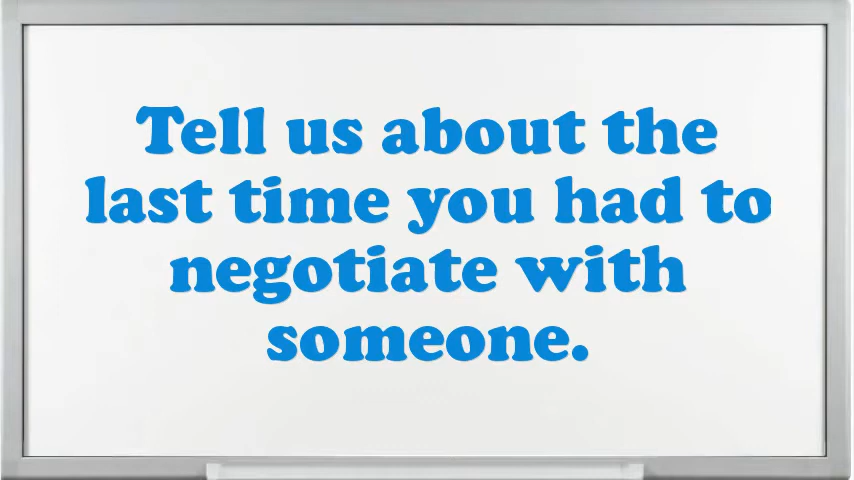 Tell us about the
last time you had to
negotiate with
someone.